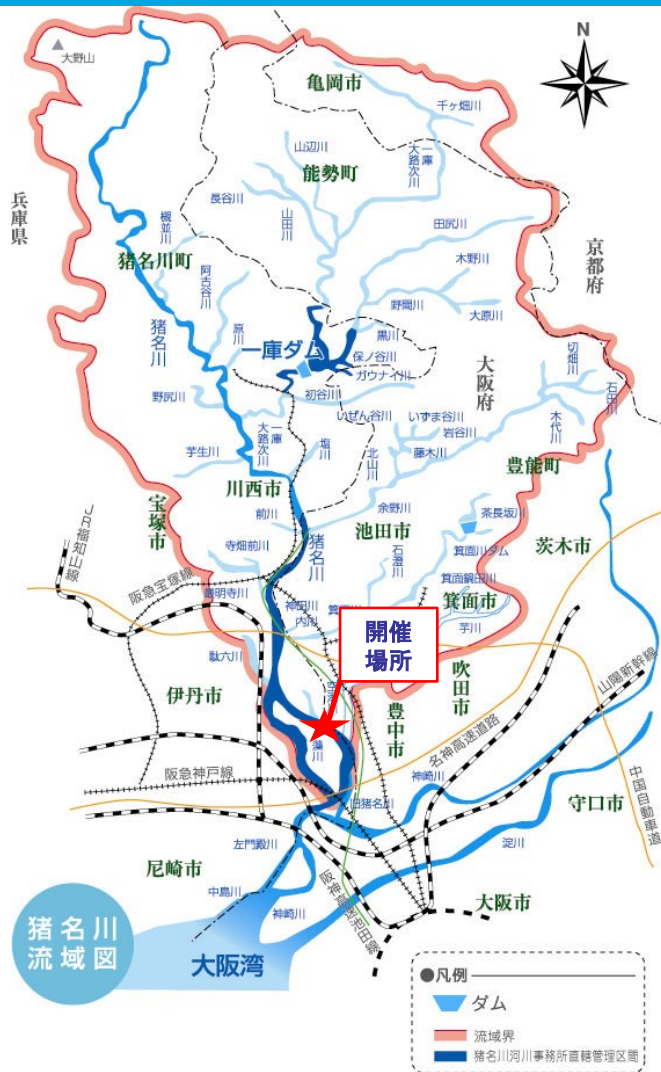 N
大野山
亀岡市
千ヶ畑川
山辺川
一庫
大路次川
能勢町
兵庫県
長谷川
山田川
槻並川
田尻川
猪名川町
木野川
京都府
阿古谷川
野間川
大原川
猪名川
原川
黒川
切畑川
一庫ダム
保ノ谷川
大阪府
石田川
ガウナイ川
野尻川
初谷川
いぜん谷川
いずま谷川
木代川
一庫
大路次川
塩川
北山川
岩谷川
藤木川
芋生川
豊能町
川西市
宝塚市
前川
余野川
茶長坂川
猪名川
池田市
茨木市
JR福知山線
寺畑前川
石澄川
箕面川ダム
阪急宝塚線
最明寺川
箕面鍋田川
神田川
内川
箕面市
芋川
駄六川
開催
場所
吹田市
山陽新幹線
伊丹市
豊中市
藻川
名神高速道路
阪急神戸線
神崎川
守口市
中国自動車道
旧猪名川
左門殿川
淀川
尼崎市
中島川
神崎川
阪神高速池田線
大阪市
猪名川
流域図
大阪湾
●凡例
ダム
流域界
猪名川河川事務所直轄管理区間